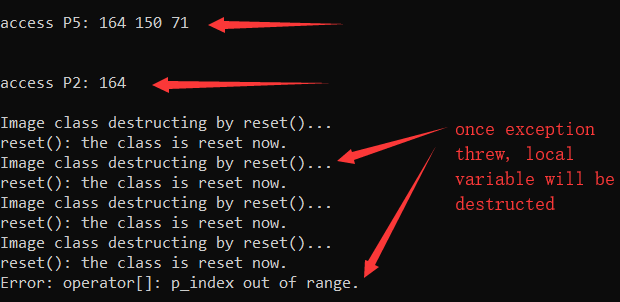 access P5: 164 150 71
access P2: 164
Image class destructing by reset()...
reset(): the class is reset now.
Image class destructing by reset()...
reset(): the class is reset now.
Image class destructing by reset()...
reset(): the class is reset now.
Image class destructing by reset()...
reset(): the class is reset now.
Error: operator[]: p_index out of range.
once exception
threw, local
variable will be
destructed